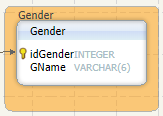 Gender
Gender
idGender INTEGER
GName VARCHAR(6)